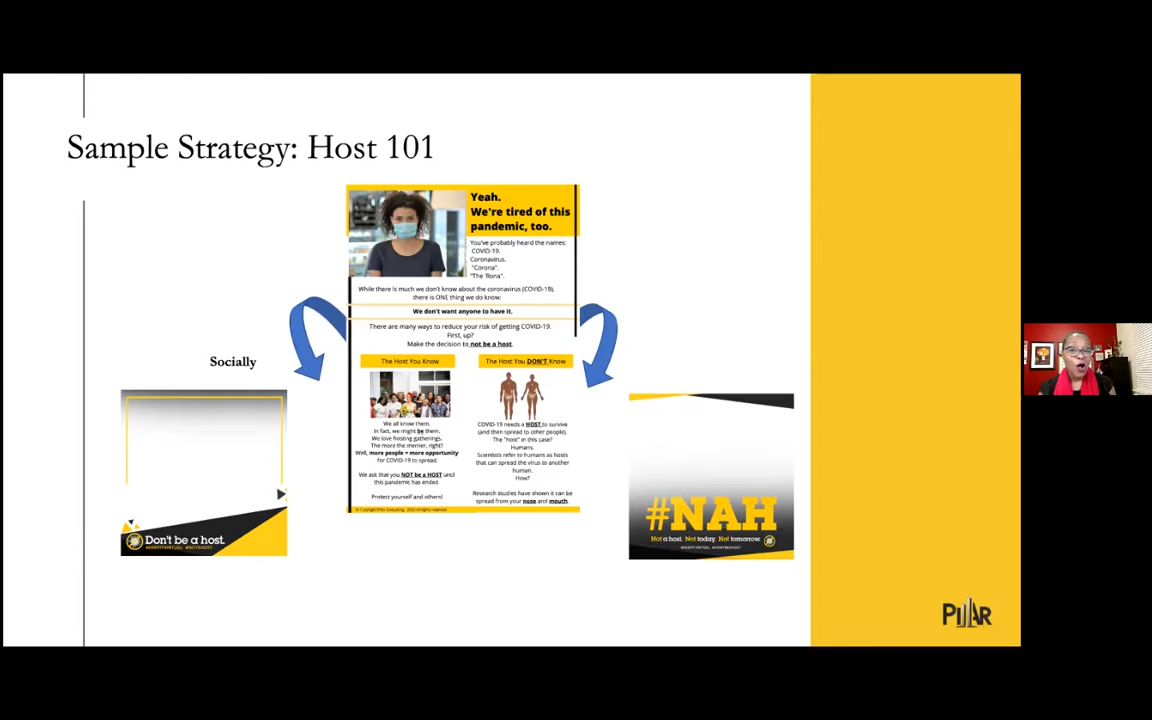 Sample Strategy: Host 101
Yeah.
We're tired of this
pandemic, too.
You've probably heard the names:
COVID-19.
Coronavirus.
"Corona".
"The 'Rona".
While there is much we don't know about the coronavirus (COVID-19),
there is ONE thing we do know:
We don't want anyone to have it.
There are many ways to reduce your risk of getting COVID-19.
First, up?
Make the decision to not be a host.
The Host You Know
We all know them.
In fact, we might be them.
We love hosting gatherings.
The more the merrier, right?
Well, more people = more opportunity
for COVID-19 to spread.
We ask that you NOT be a HOST until
this pandemic has ended.
Protect yourself and others!
The Host You DON'T Know
COVID-19 needs a HOST to survive
(and then spread to other people).
The "host" in this case?
Humans.
Scientists refer to humans as hosts
that can spread the virus to another
human.
How?
Research studies have shown it can be
spread from your nose and mouth.
Socially
Don't be a host.
#KEEPITVIRTUAL #NOTAHOST
#NAH
Not a host. Not today. Not tomorrow.
PILLAR